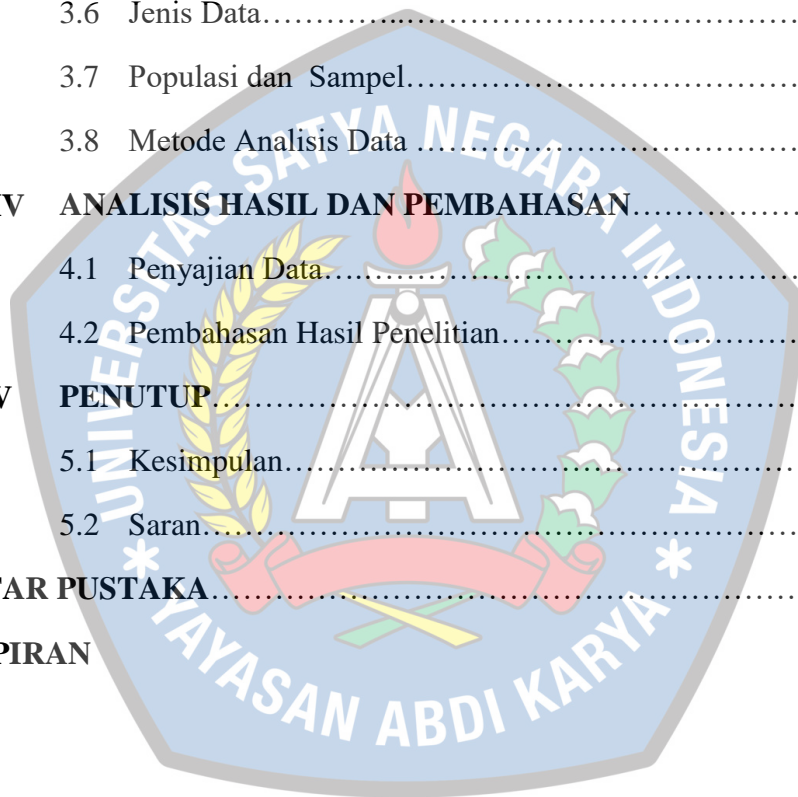 3.6 Jenis Data……………………………………………………
3.7 Populasi dan Sampel……………………………………
3.8 Metode Analisis Data ……………………………………
IV ANALISIS HASIL DAN PEMBAHASAN………………
4.1 Penyajian Data……………………………………………
4.2 Pembahasan Hasil Penelitian……………………………
V PENUTUP……………………………………………………
5.1 Kesimpulan…………………………………………………
5.2 Saran…………………………………………………………
TAR PUSTAKA……………………………………………………
PIRAN
UNIVERSITAS SATYA NEGARA INDONESIA
* YAYASAN ABDI KARYA *